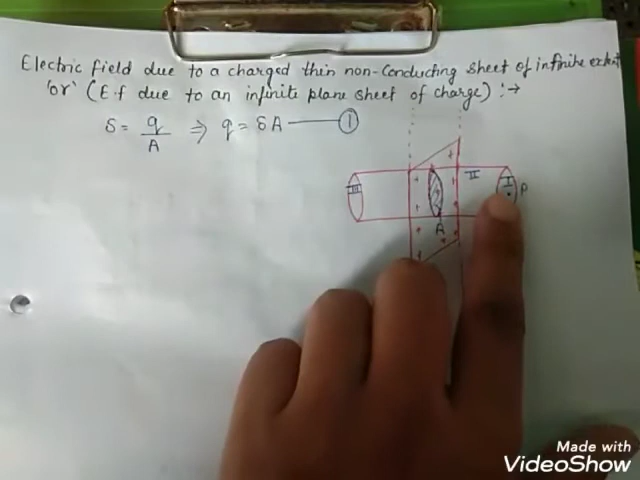 Electric field due to a charged thin non-Conducting sheet of infinite extent
'or' (E.f due to an infinite plane sheet of charge) :→
δ = q/A ⇒ q = δA —— ①
III
II
I
P
A
Made with
VideoShow